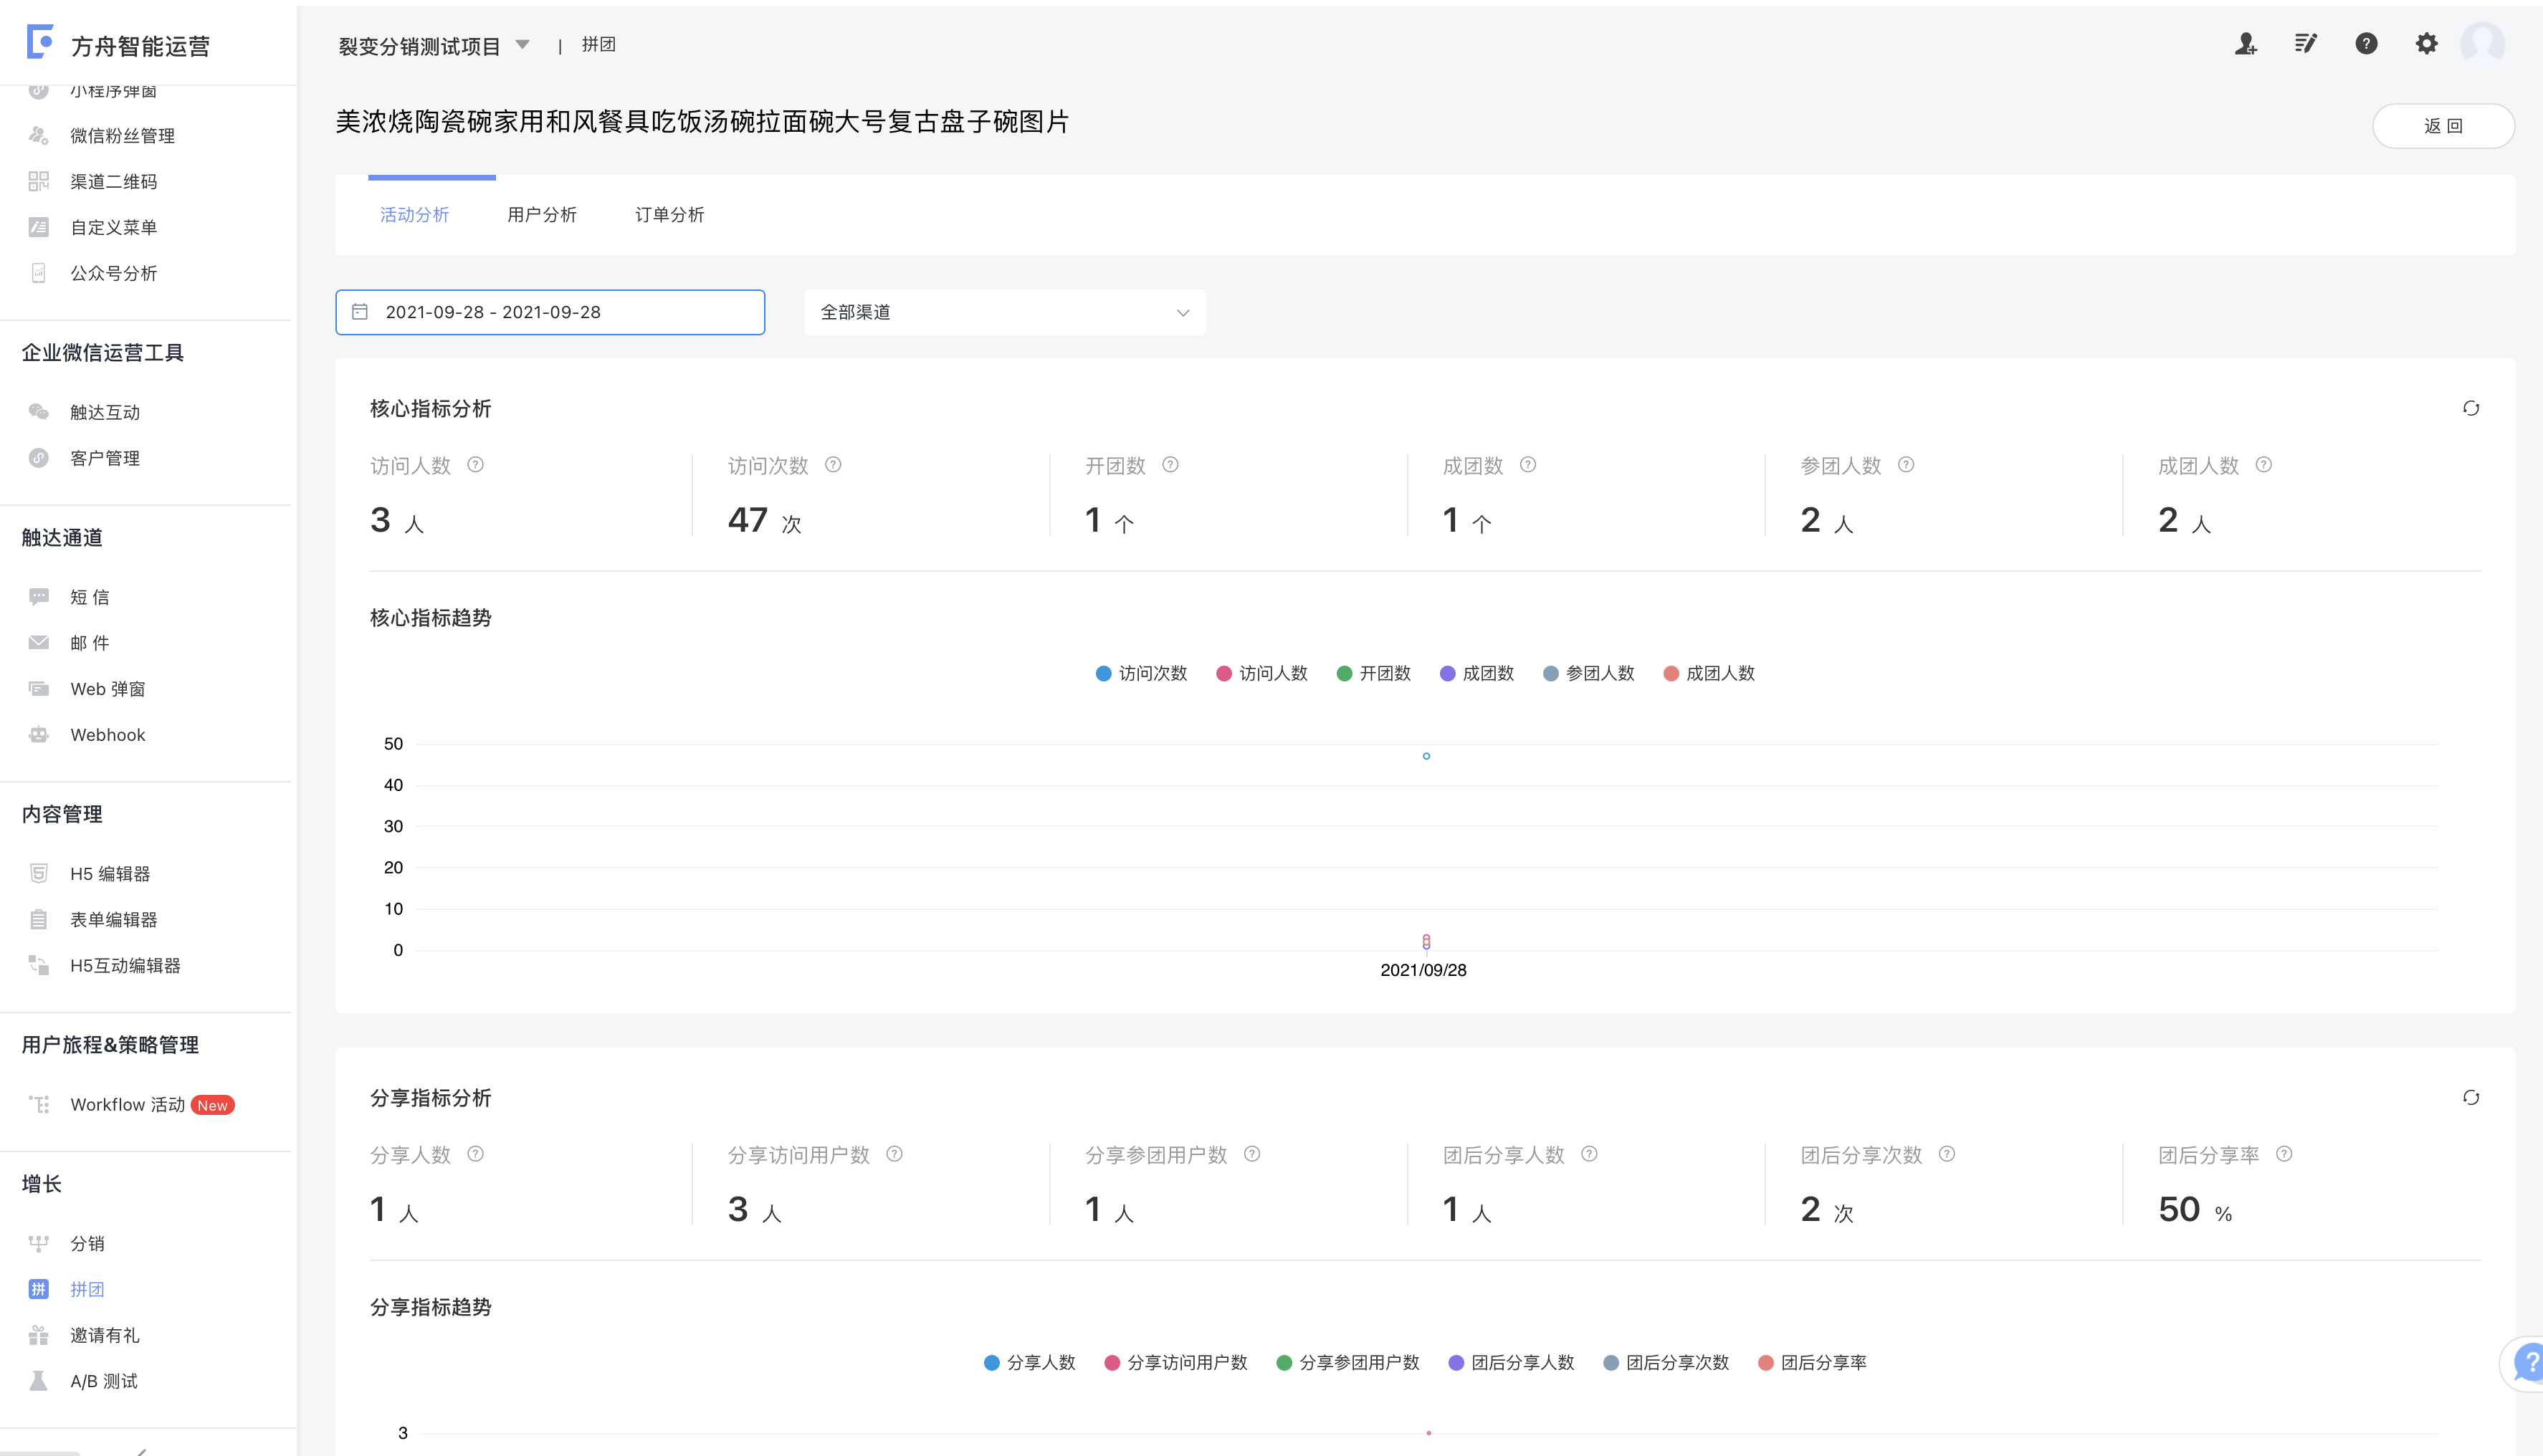 方舟智能运营
小程序弹窗
微信粉丝管理
渠道二维码
自定义菜单
公众号分析
企业微信运营工具
触达互动
客户管理
触达通道
短 信
邮 件
Web 弹窗
Webhook
内容管理
H5 编辑器
表单编辑器
H5互动编辑器
用户旅程&策略管理
Workflow 活动 New
增长
分销
拼 拼团
邀请有礼
A/B 测试
裂变分销测试项目 | 拼团
美浓烧陶瓷碗家用和风餐具吃饭汤碗拉面碗大号复古盘子碗图片
返 回
活动分析 用户分析 订单分析
2021-09-28 - 2021-09-28 全部渠道
核心指标分析
访问人数 ? 访问次数 ? 开团数 ? 成团数 ? 参团人数 ? 成团人数 ?
3 人 47 次 1 个 1 个 2 人 2 人
核心指标趋势
访问次数 访问人数 开团数 成团数 参团人数 成团人数
50
40
30
20
10
0
2021/09/28
分享指标分析
分享人数 ? 分享访问用户数 ? 分享参团用户数 ? 团后分享人数 ? 团后分享次数 ? 团后分享率 ?
1 人 3 人 1 人 1 人 2 次 50 %
分享指标趋势
分享人数 分享访问用户数 分享参团用户数 团后分享人数 团后分享次数 团后分享率
3